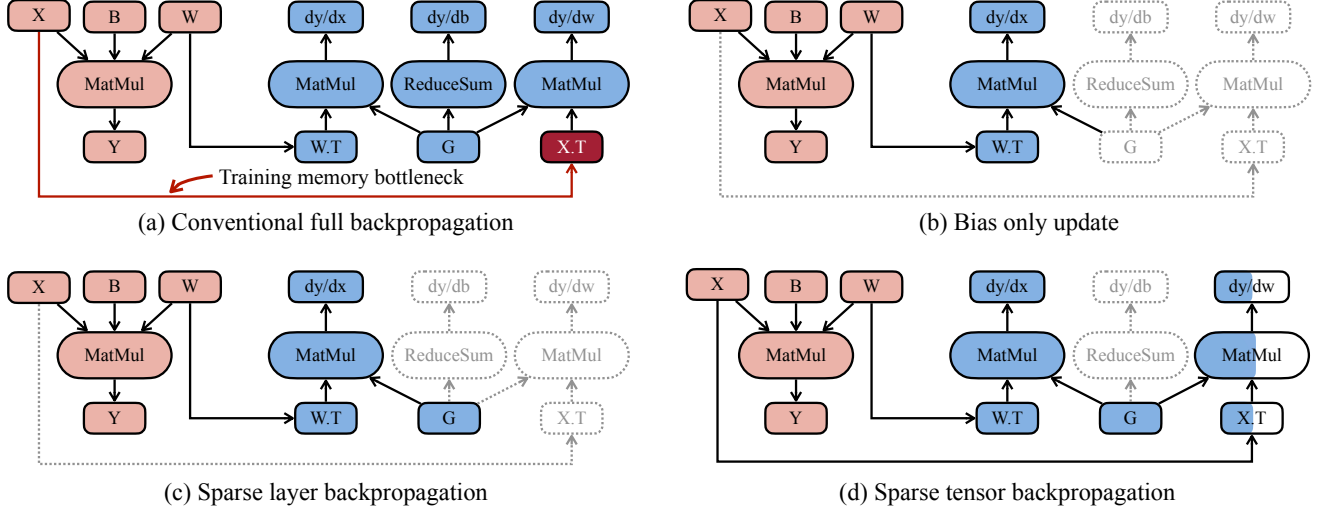 X B W dy/dx dy/db dy/dw
MatMul MatMul ReduceSum MatMul
Y W.T G X.T
Training memory bottleneck
(a) Conventional full backpropagation
X B W dy/dx dy/db dy/dw
MatMul MatMul ReduceSum MatMul
Y W.T G X.T
(b) Bias only update
X B W dy/dx dy/db dy/dw
MatMul MatMul ReduceSum MatMul
Y W.T G X.T
(c) Sparse layer backpropagation
X B W dy/dx dy/db dy/dw
MatMul MatMul ReduceSum MatMul
Y W.T G X.T
(d) Sparse tensor backpropagation